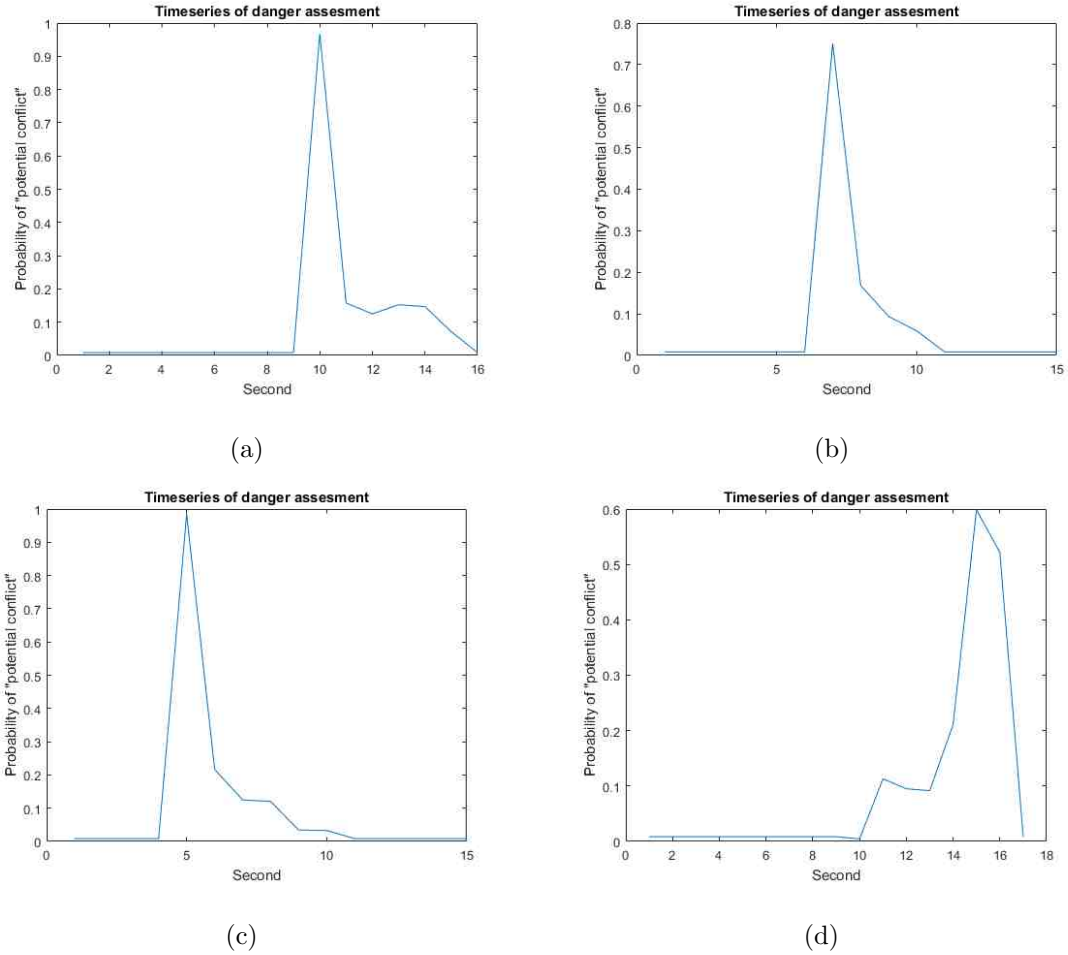 Timeseries of danger assesment
Probability of "potential conflict"
1
0.9
0.8
0.7
0.6
0.5
0.4
0.3
0.2
0.1
0
0 2 4 6 8 10 12 14 16
Second
(a)
Timeseries of danger assesment
Probability of "potential conflict"
0.8
0.7
0.6
0.5
0.4
0.3
0.2
0.1
0
0 5 10 15
Second
(b)
Timeseries of danger assesment
Probability of "potential conflict"
1
0.9
0.8
0.7
0.6
0.5
0.4
0.3
0.2
0.1
0
0 5 10 15
Second
(c)
Timeseries of danger assesment
Probability of "potential conflict"
0.6
0.5
0.4
0.3
0.2
0.1
0
0 2 4 6 8 10 12 14 16 18
Second
(d)